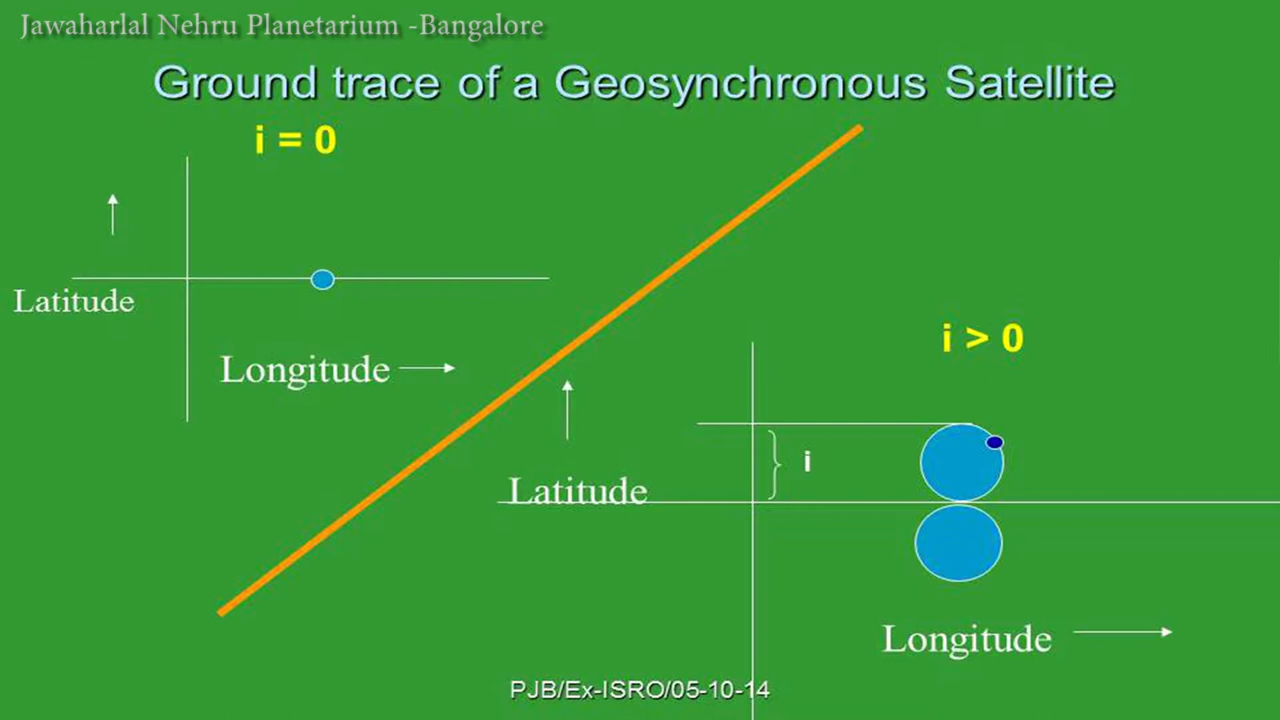 Jawaharlal Nehru Planetarium -Bangalore
Ground trace of a Geosynchronous Satellite
i = 0
Latitude
Longitude
i > 0
i
Latitude
Longitude
PJB/Ex-ISRO/05-10-14